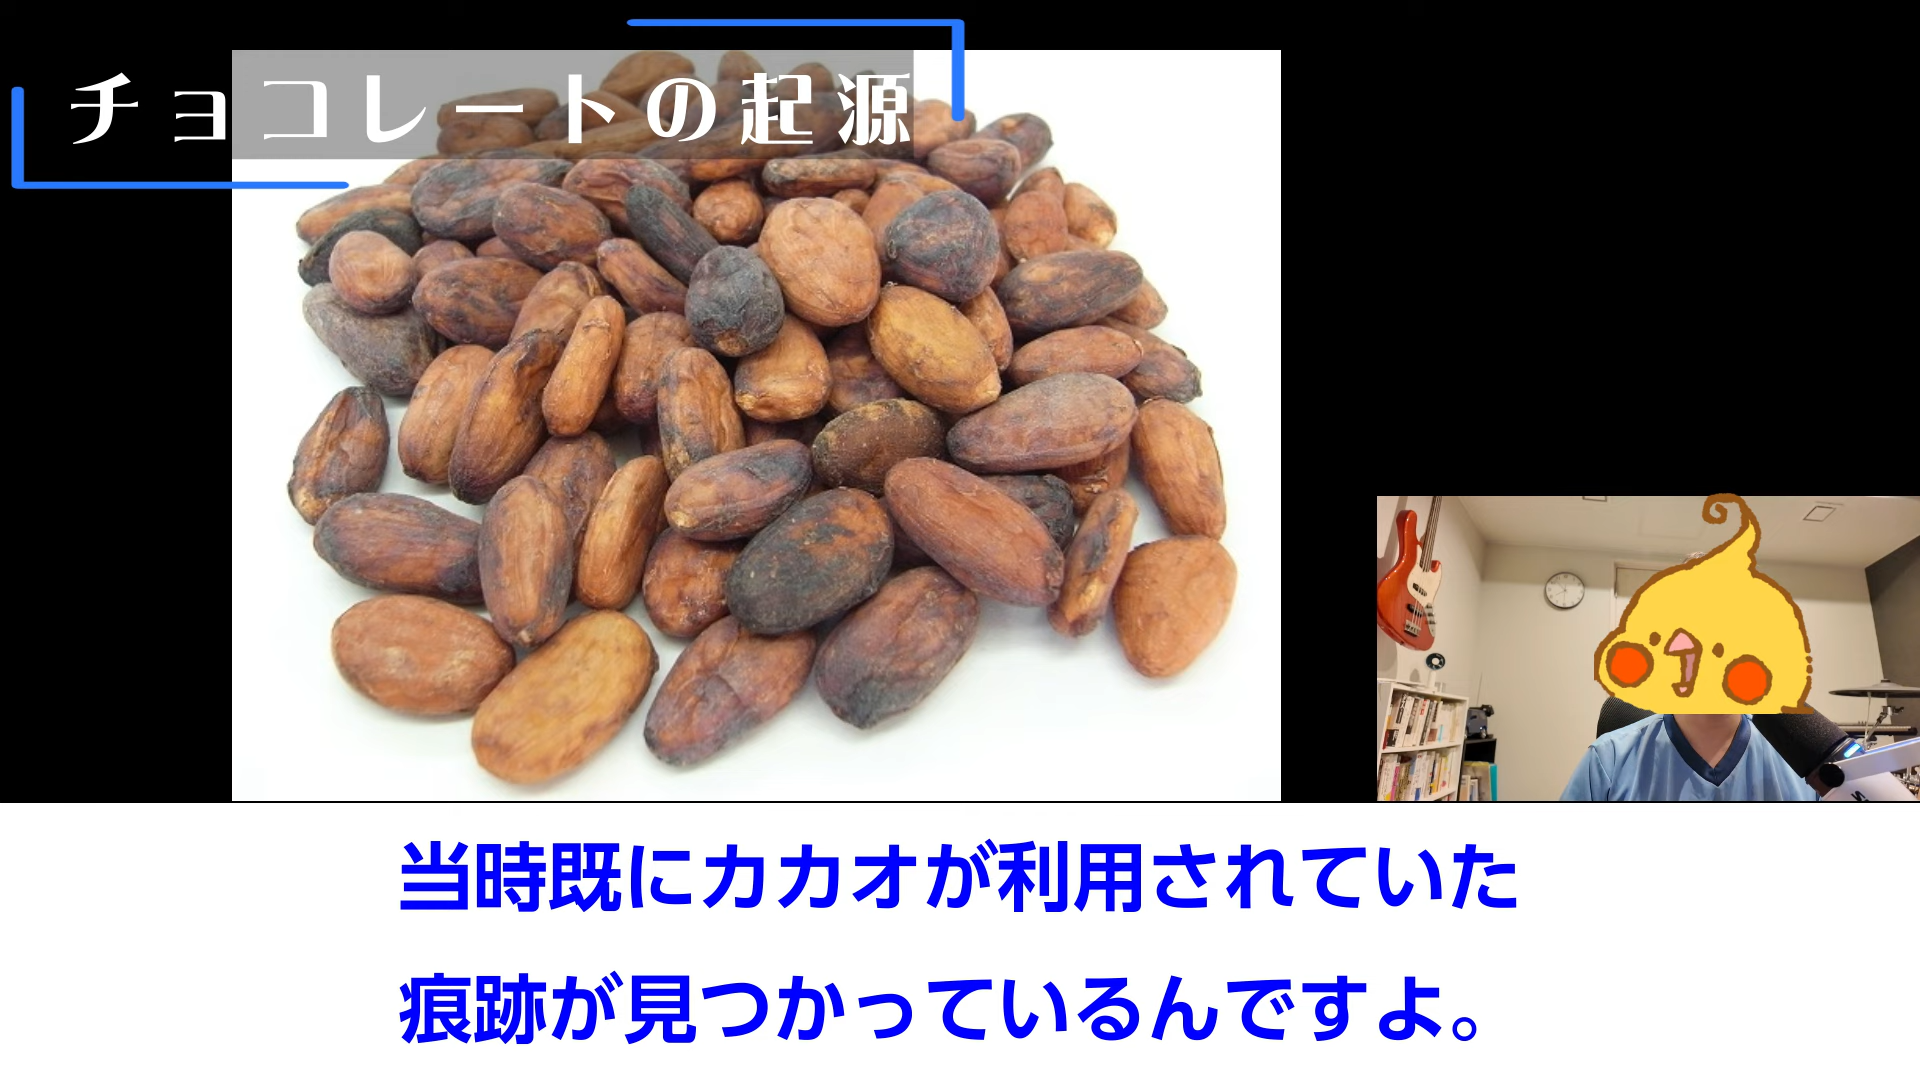 チョコレートの起源
当時既にカカオが利用されていた
痕跡が見つかっているんですよ。